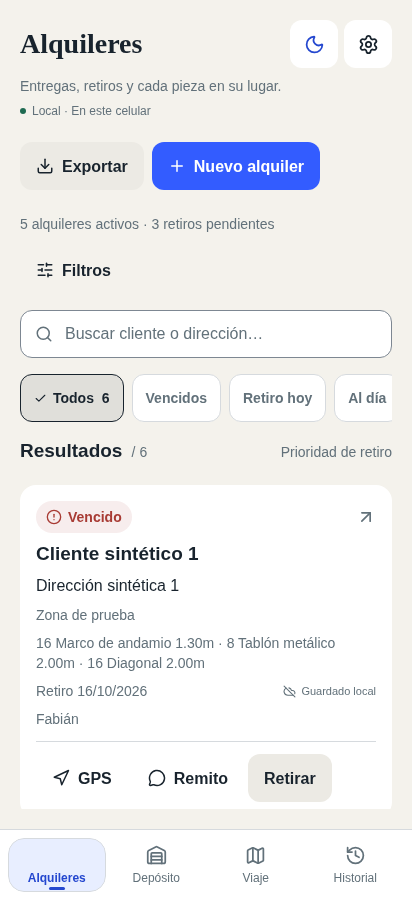 Alquileres
Entregas, retiros y cada pieza en su lugar.
Local · En este celular
Exportar
Nuevo alquiler
5 alquileres activos · 3 retiros pendientes
Filtros
Buscar cliente o dirección…
Todos 6
Vencidos
Retiro hoy
Al día
Resultados / 6
Prioridad de retiro
Vencido
Cliente sintético 1
Dirección sintética 1
Zona de prueba
16 Marco de andamio 1.30m · 8 Tablón metálico
2.00m · 16 Diagonal 2.00m
Retiro 16/10/2026
Guardado local
Fabián
GPS
Remito
Retirar
Alquileres
Depósito
Viaje
Historial